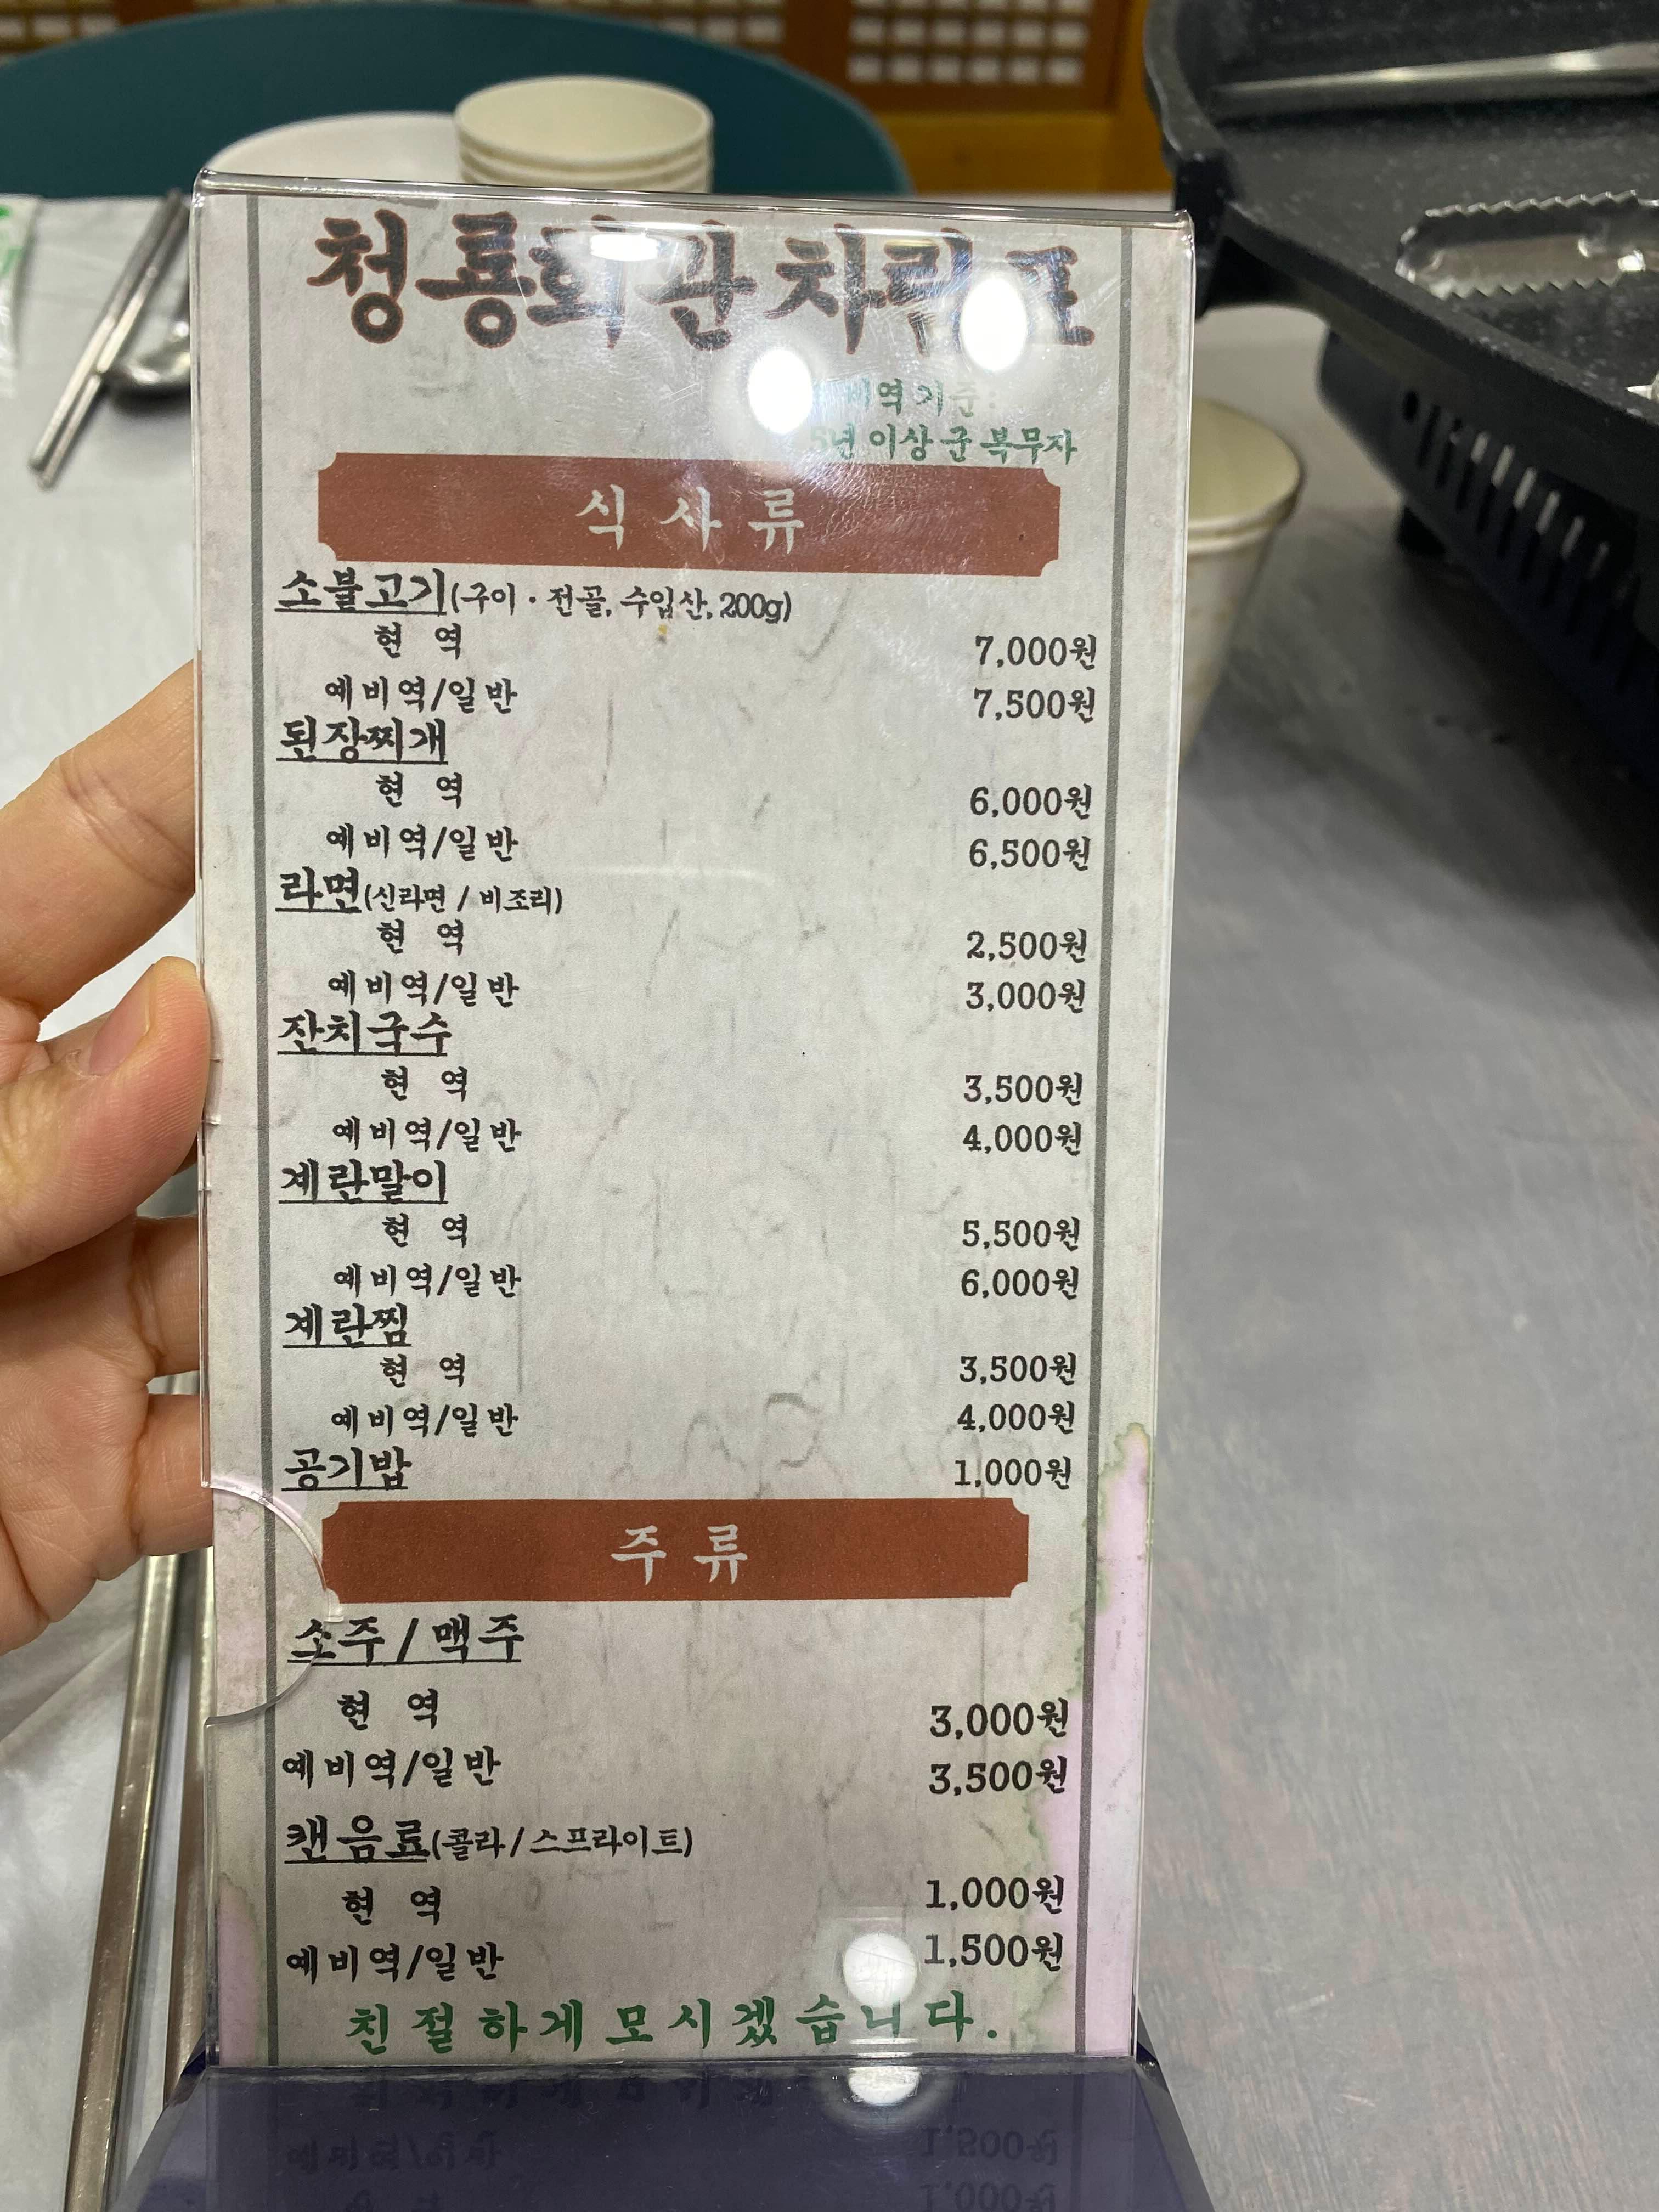 청룡회관 차림표
예비역 기준:
5년 이상 군 복무자
식사류
소불고기(구이 · 전골, 수입산, 200g)
현 역 7,000원
예비역/일반 7,500원
된장찌개
현 역 6,000원
예비역/일반 6,500원
라면(신라면 / 비조리)
현 역 2,500원
예비역/일반 3,000원
잔치국수
현 역 3,500원
예비역/일반 4,000원
계란말이
현 역 5,500원
예비역/일반 6,000원
계란찜
현 역 3,500원
예비역/일반 4,000원
공기밥 1,000원
주류
소주/맥주
현 역 3,000원
예비역/일반 3,500원
캔음료(콜라/스프라이트)
현 역 1,000원
예비역/일반 1,500원
친절하게 모시겠습니다.